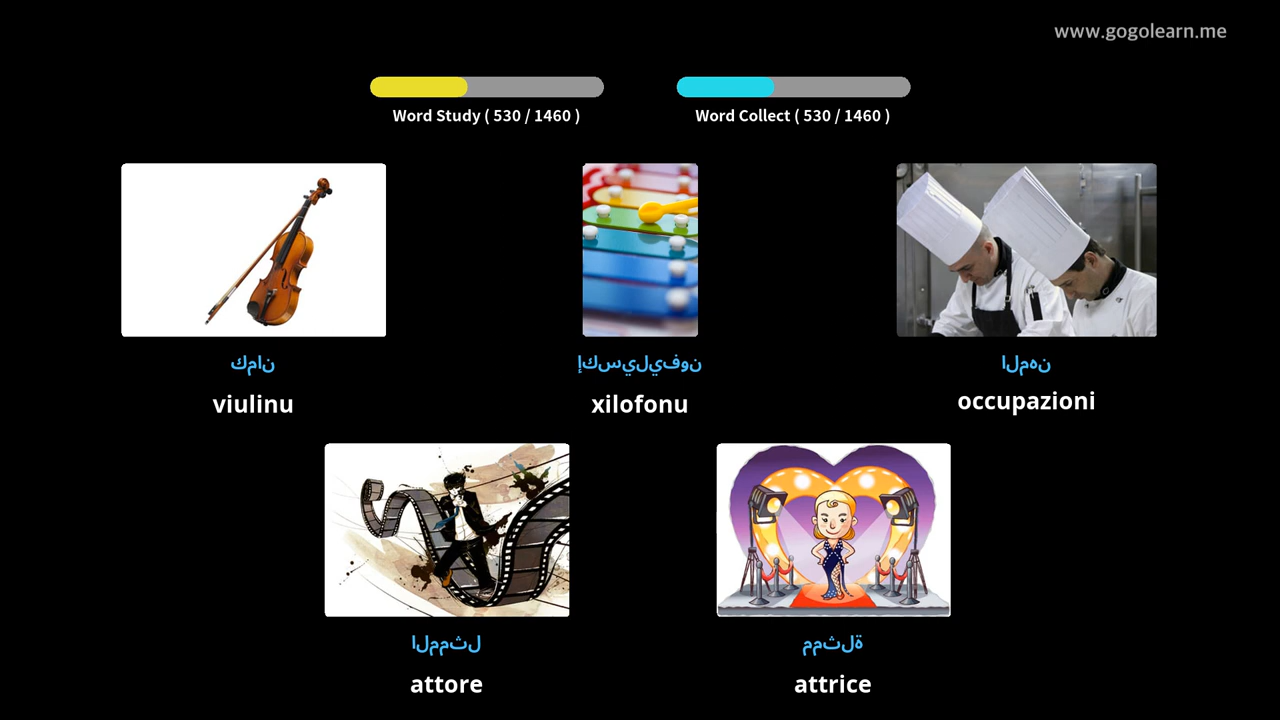 www.gogolearn.me
Word Study ( 530 / 1460 )
Word Collect ( 530 / 1460 )
كمان
viulinu
إكسيليفون
xilofonu
المهن
occupazioni
الممثل
attore
ممثلة
attrice